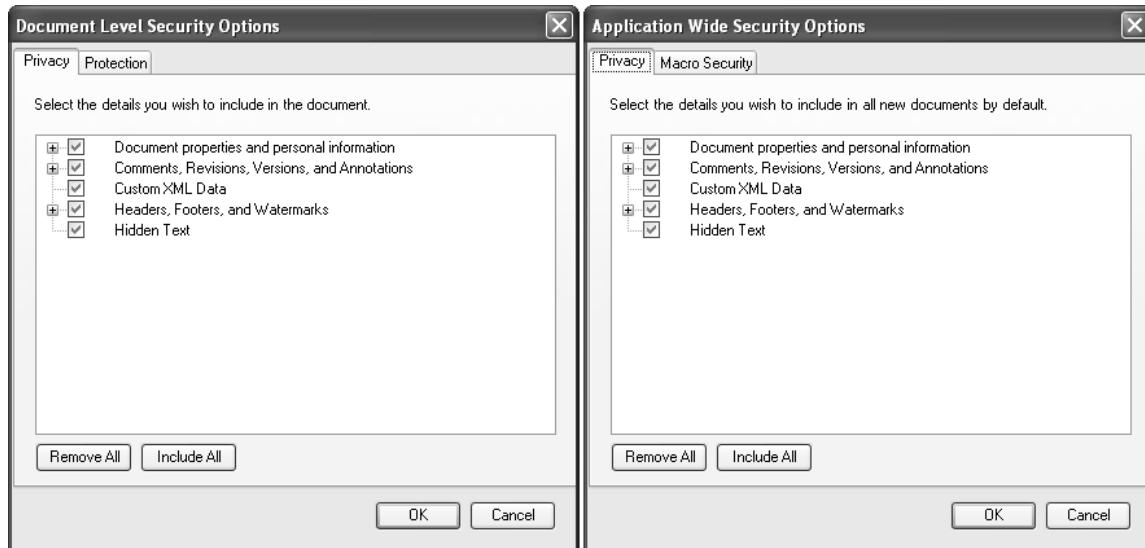 Document Level Security Options
Privacy Protection
Select the details you wish to include in the document.
Document properties and personal information
Comments, Revisions, Versions, and Annotations
Custom XML Data
Headers, Footers, and Watermarks
Hidden Text
Remove All Include All
OK Cancel
Application Wide Security Options
Privacy Macro Security
Select the details you wish to include in all new documents by default.
Document properties and personal information
Comments, Revisions, Versions, and Annotations
Custom XML Data
Headers, Footers, and Watermarks
Hidden Text
Remove All Include All
OK Cancel